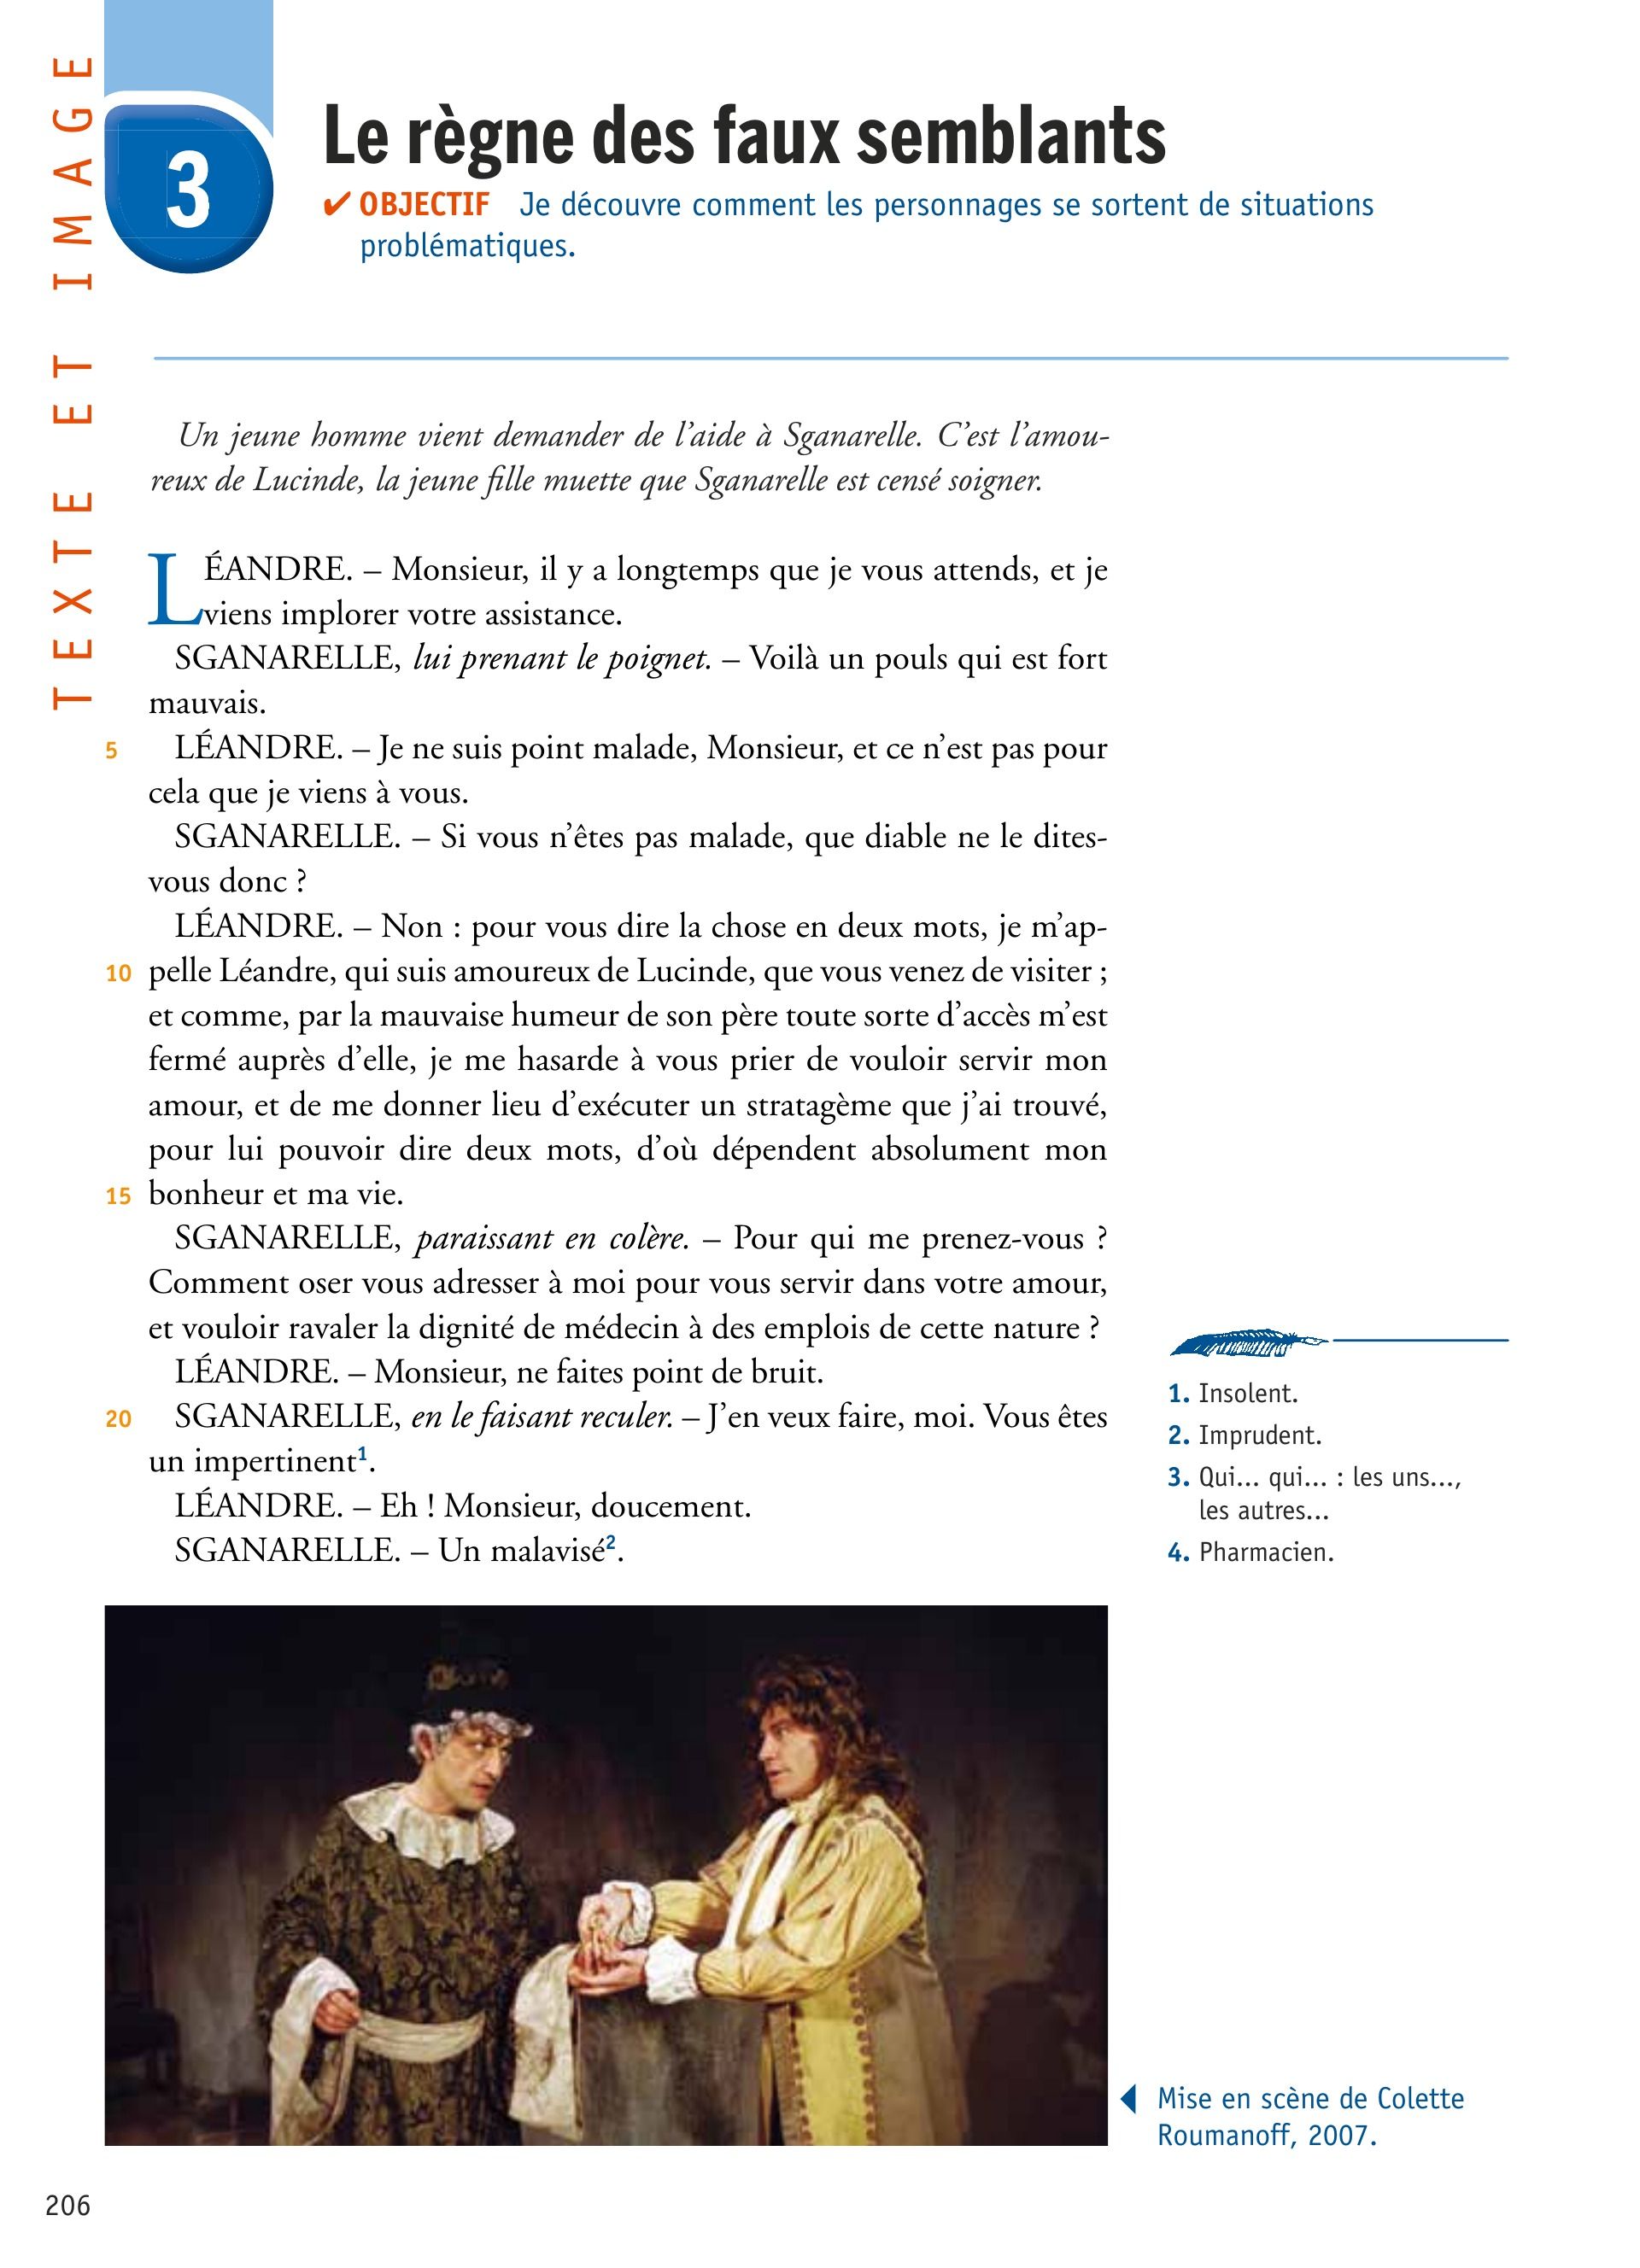 TEXTE ET IMAGE
3
Le règne des faux semblants
✔ OBJECTIF Je découvre comment les personnages se sortent de situations
problématiques.
Un jeune homme vient demander de l'aide à Sganarelle. C'est l'amou-
reux de Lucinde, la jeune fille muette que Sganarelle est censé soigner.
LÉANDRE. – Monsieur, il y a longtemps que je vous attends, et je
viens implorer votre assistance.
SGANARELLE, lui prenant le poignet. – Voilà un pouls qui est fort
mauvais.
5 LÉANDRE. – Je ne suis point malade, Monsieur, et ce n'est pas pour
cela que je viens à vous.
SGANARELLE. – Si vous n'êtes pas malade, que diable ne le dites-
vous donc ?
LÉANDRE. – Non : pour vous dire la chose en deux mots, je m'ap-
10 pelle Léandre, qui suis amoureux de Lucinde, que vous venez de visiter ;
et comme, par la mauvaise humeur de son père toute sorte d'accès m'est
fermé auprès d'elle, je me hasarde à vous prier de vouloir servir mon
amour, et de me donner lieu d'exécuter un stratagème que j'ai trouvé,
pour lui pouvoir dire deux mots, d'où dépendent absolument mon
15 bonheur et ma vie.
SGANARELLE, paraissant en colère. – Pour qui me prenez-vous ?
Comment oser vous adresser à moi pour vous servir dans votre amour,
et vouloir ravaler la dignité de médecin à des emplois de cette nature ?
LÉANDRE. – Monsieur, ne faites point de bruit.
20 SGANARELLE, en le faisant reculer. – J'en veux faire, moi. Vous êtes
un impertinent1.
LÉANDRE. – Eh ! Monsieur, doucement.
SGANARELLE. – Un malavisé2.
1. Insolent.
2. Imprudent.
3. Qui... qui... : les uns...,
les autres...
4. Pharmacien.
Mise en scène de Colette
Roumanoff, 2007.
206